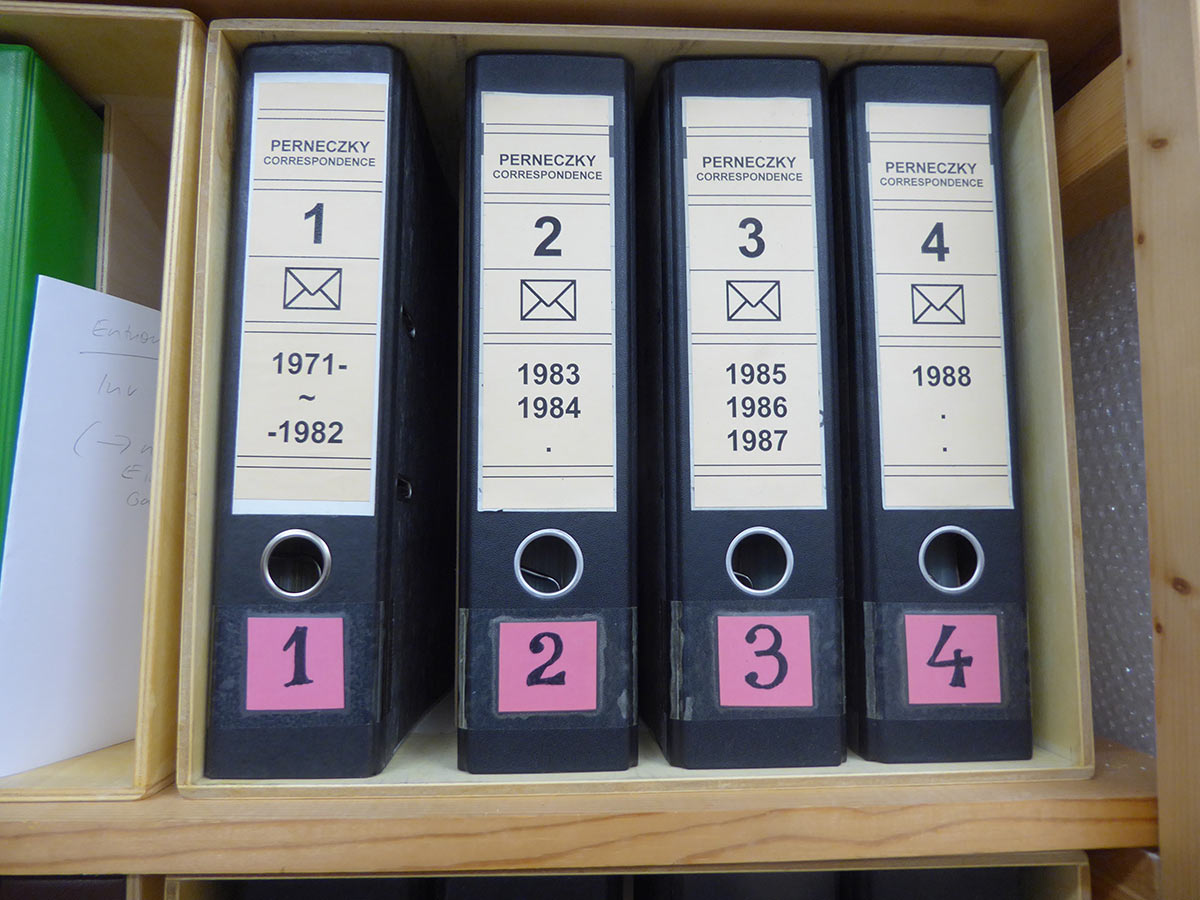 PERNECZKY
CORRESPONDENCE
1
1971-
~
-1982
1
PERNECZKY
CORRESPONDENCE
2
1983
1984
.
2
PERNECZKY
CORRESPONDENCE
3
1985
1986
1987
3
PERNECZKY
CORRESPONDENCE
4
1988
.
.
4